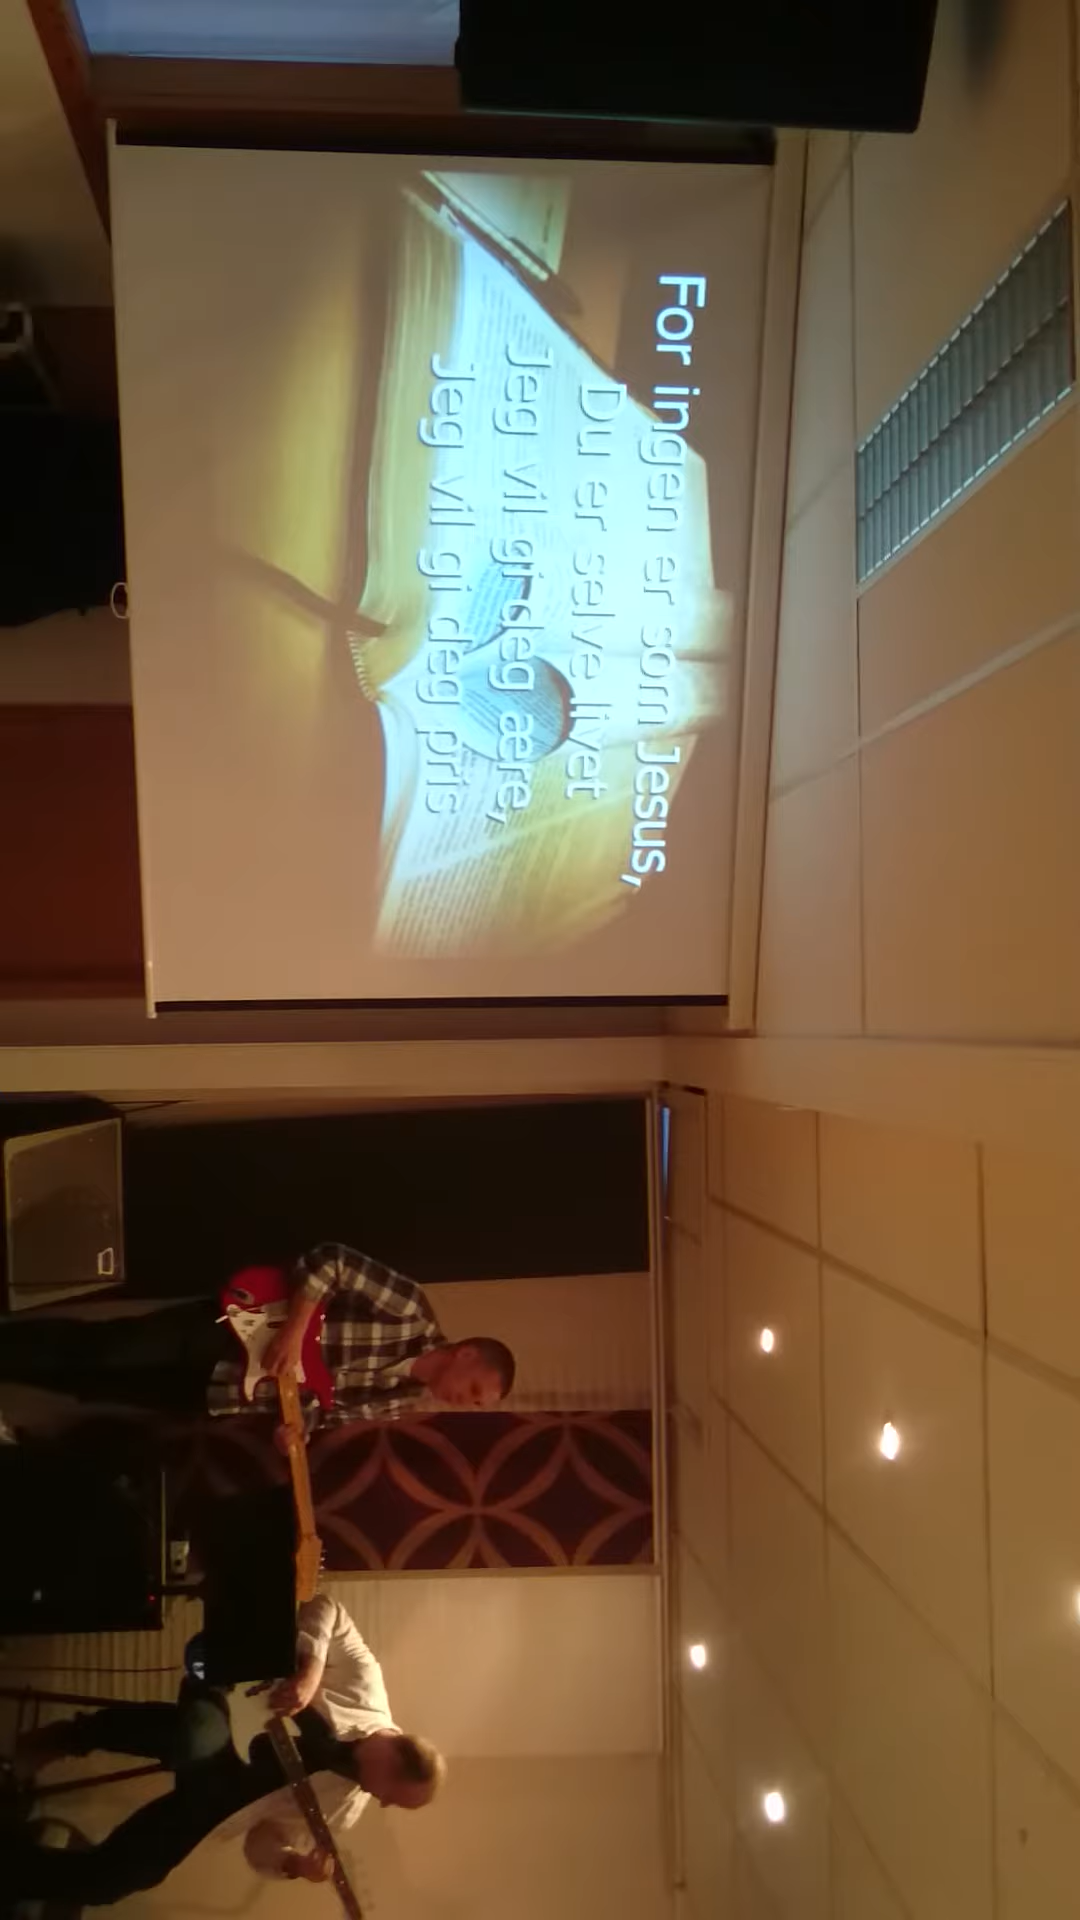 For ingen er som Jesus,
Du er selve livet
Jeg vil gi deg ære,
Jeg vil gi deg pris